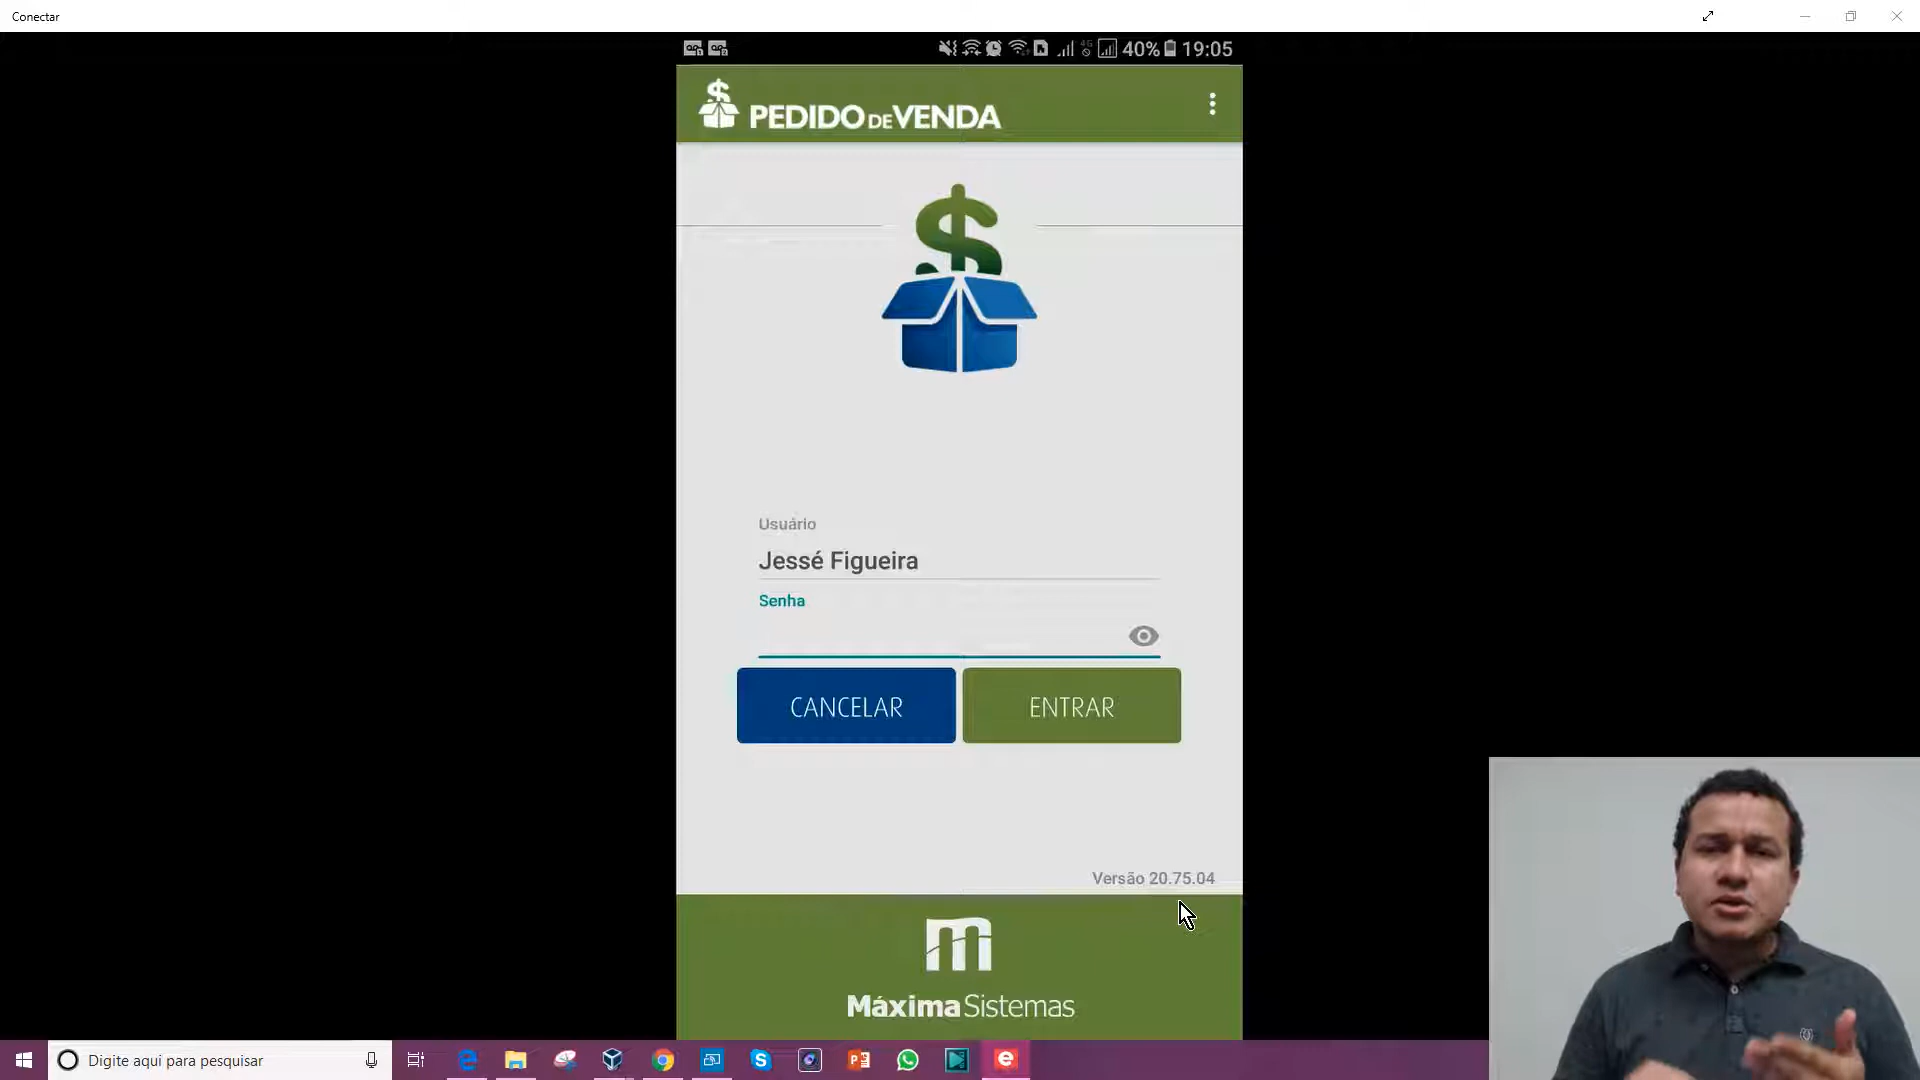 Conectar
4G 40% 19:05
PEDIDO DE VENDA
Usuário
Jessé Figueira
Senha
CANCELAR ENTRAR
Versão 20.75.04
m
Máxima Sistemas
Digite aqui para pesquisar